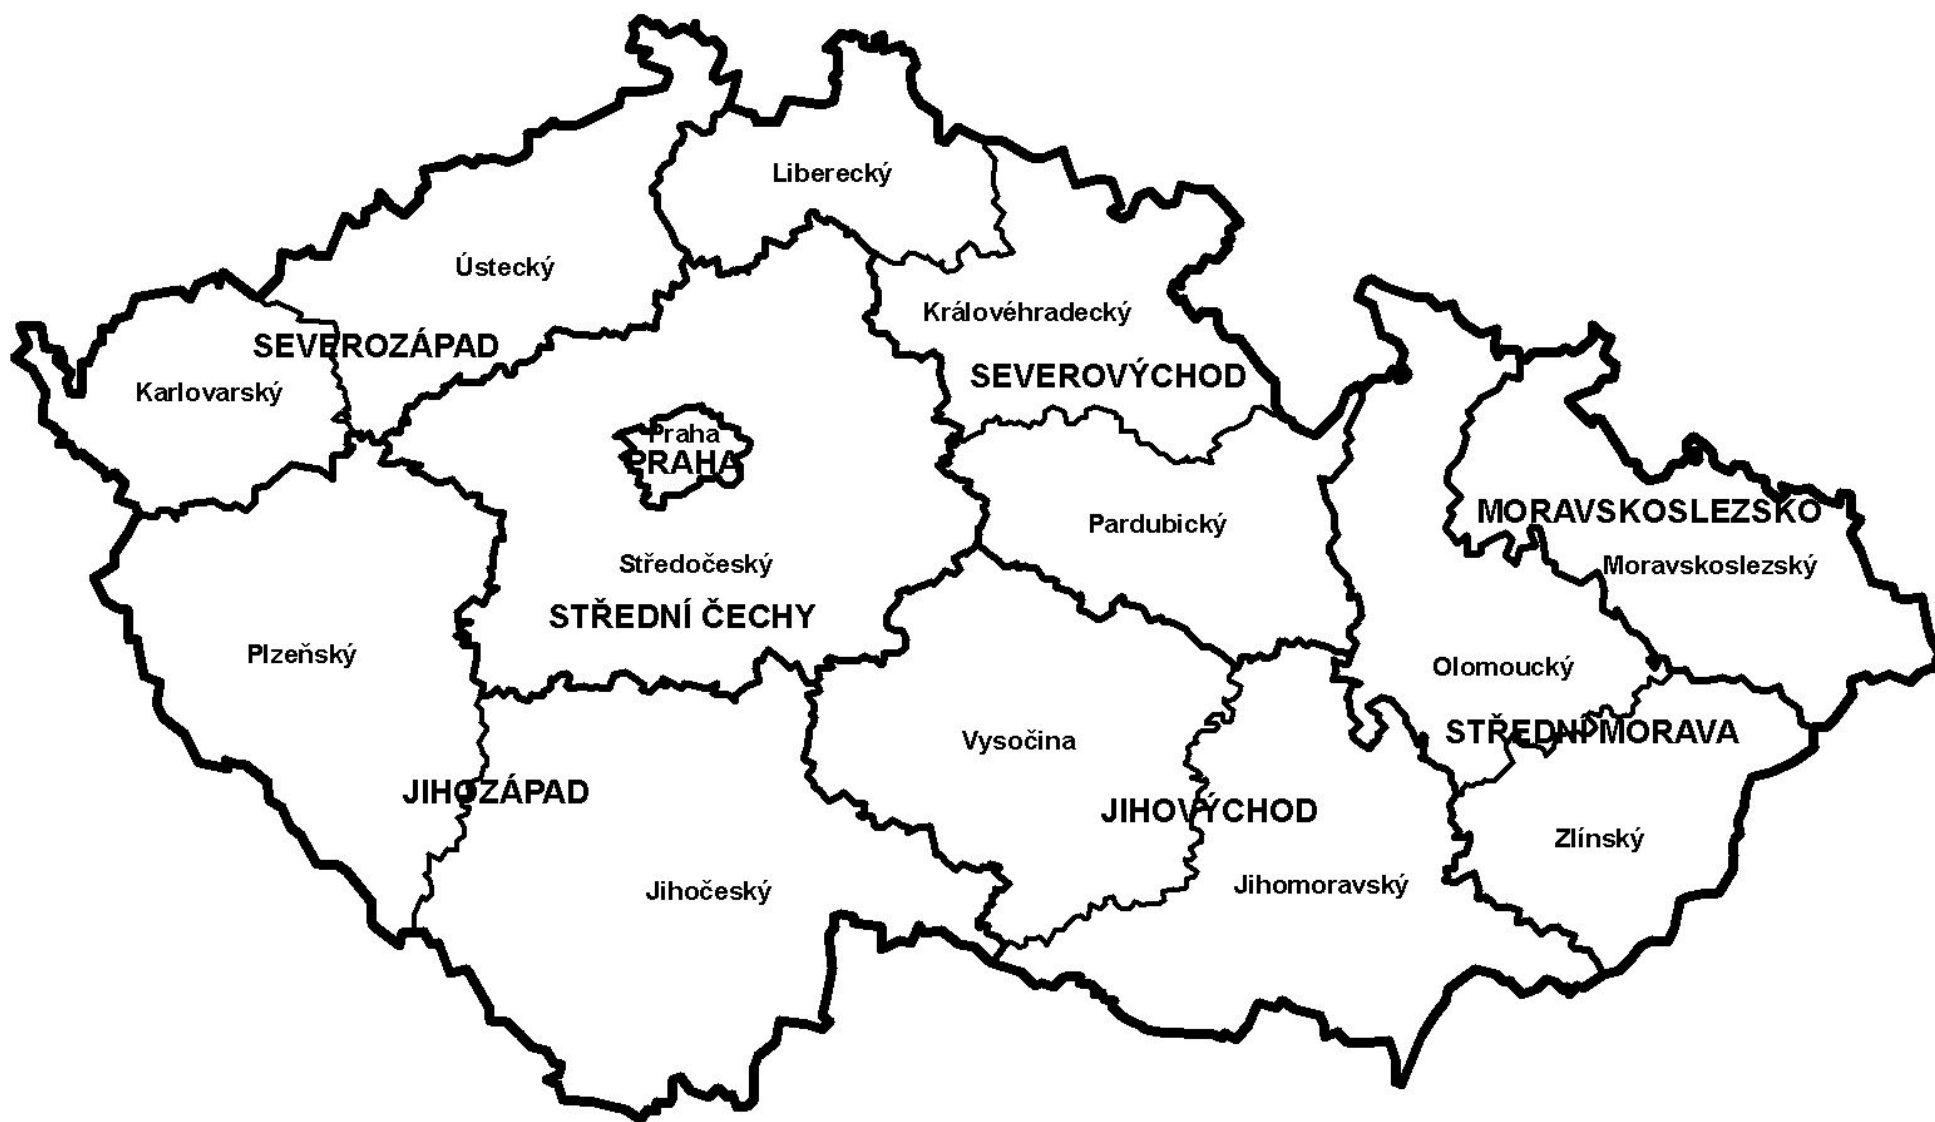 Liberecký
Ústecký
Královéhradecký
SEVEROZÁPAD
SEVEROVÝCHOD
Karlovarský
Praha
PRAHA
MORAVSKOSLEZSKO
Pardubický
Středočeský
Moravskoslezský
STŘEDNÍ ČECHY
Plzeňský
Olomoucký
STŘEDNÍ MORAVA
Vysočina
JIHOZÁPAD
JIHOVÝCHOD
Zlínský
Jihomoravský
Jihočeský